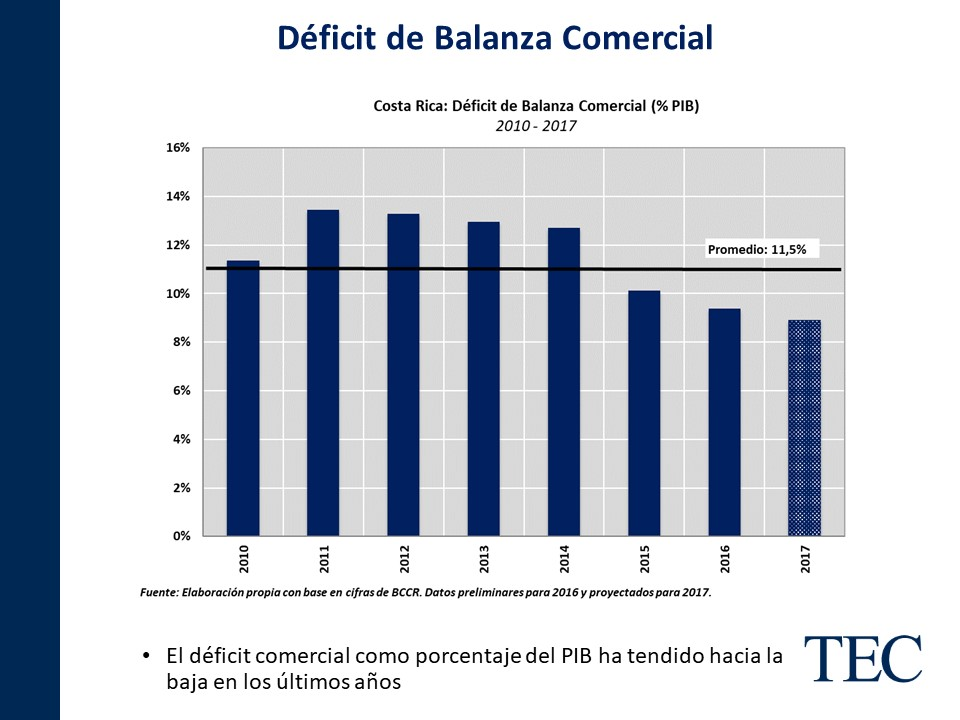 Déficit de Balanza Comercial
Costa Rica: Déficit de Balanza Comercial (% PIB)
2010 - 2017
16%
14%
12%
10%
8%
6%
4%
2%
0%
Promedio: 11,5%
2010
2011
2012
2013
2014
2015
2016
2017
Fuente: Elaboración propia con base en cifras de BCCR. Datos preliminares para 2016 y proyectados para 2017.
• El déficit comercial como porcentaje del PIB ha tendido hacia la
baja en los últimos años
TEC